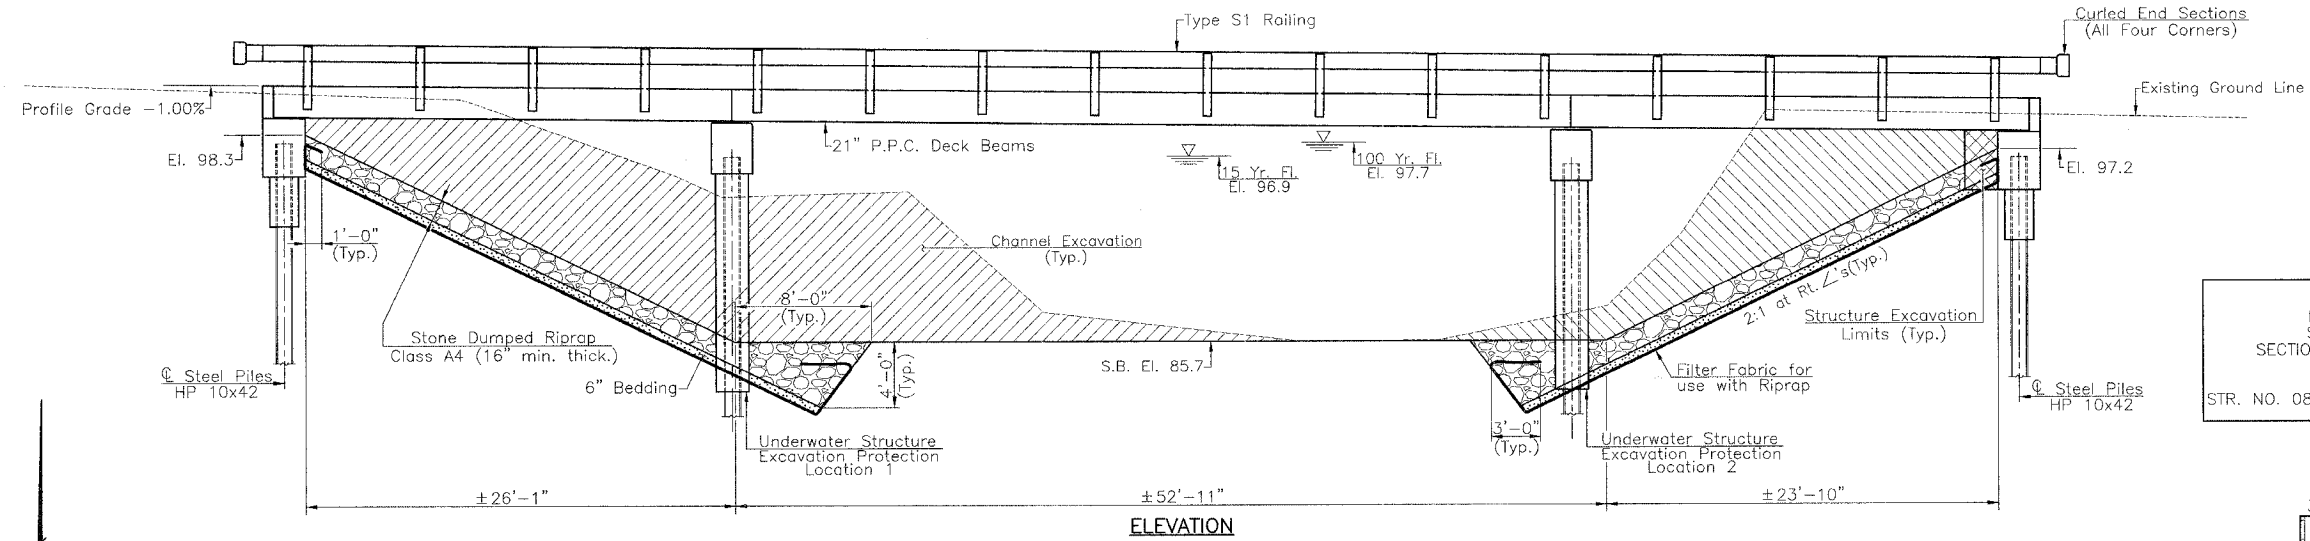 Type S1 Railing
Curled End Sections
(All Four Corners)
Profile Grade -1.00%
Existing Ground Line
El. 98.3
21" P.P.C. Deck Beams
15 Yr. Fl.
El. 96.9
100 Yr. Fl.
El. 97.7
El. 97.2
1'-0"
(Typ.)
Channel Excavation
(Typ.)
8'-0"
(Typ.)
2:1 at Rt. ∠'s(Typ.)
Stone Dumped Riprap
Class A4 (16" min. thick.)
Structure Excavation
Limits (Typ.)
S.B. El. 85.7
4'-0"
(Typ.)
6" Bedding
Filter Fabric for
use with Riprap
℄ Steel Piles
HP 10x42
℄ Steel Piles
HP 10x42
SECTIO
STR. NO. 08
3'-0"
(Typ.)
Underwater Structure
Excavation Protection
Location 1
Underwater Structure
Excavation Protection
Location 2
±26'-1"
±52'-11"
±23'-10"
ELEVATION